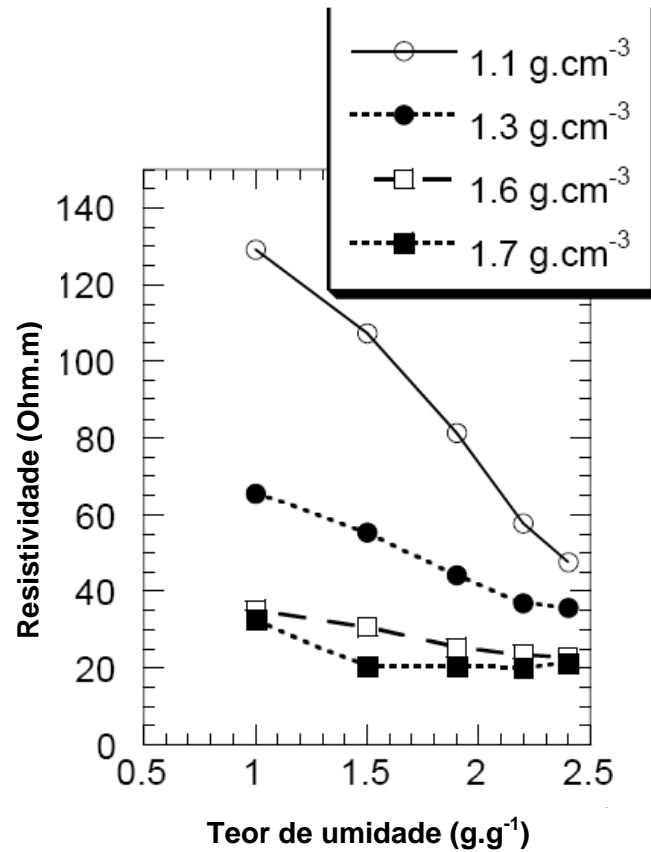 1.1 g.cm-3
1.3 g.cm-3
1.6 g.cm-3
1.7 g.cm-3
140
120
100
80
60
40
20
0
0.5 1 1.5 2 2.5
Resistividade (Ohm.m)
Teor de umidade (g.g-1)